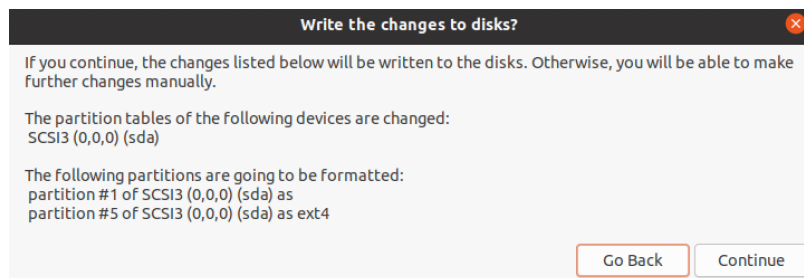 Write the changes to disks?
If you continue, the changes listed below will be written to the disks. Otherwise, you will be able to make
further changes manually.
The partition tables of the following devices are changed:
SCSI3 (0,0,0) (sda)
The following partitions are going to be formatted:
partition #1 of SCSI3 (0,0,0) (sda) as
partition #5 of SCSI3 (0,0,0) (sda) as ext4
Go Back
Continue